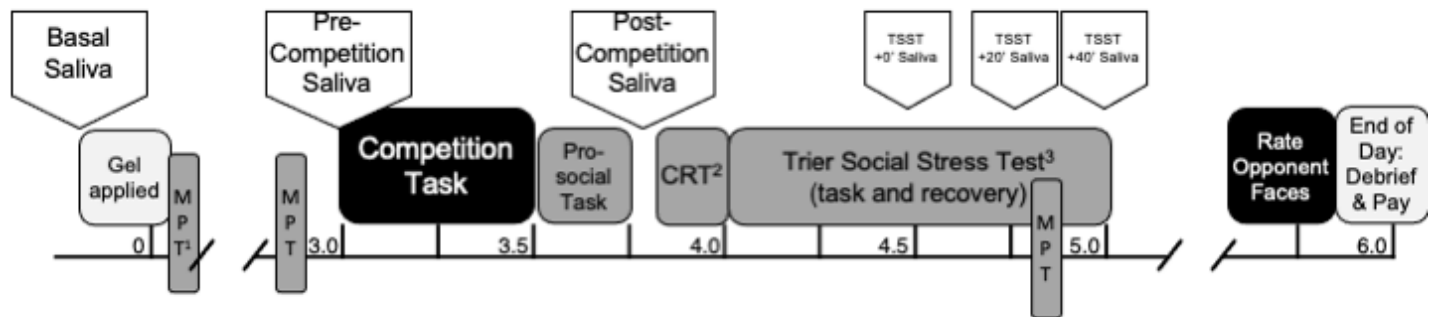 Basal
Saliva
Pre-
Competition
Saliva
Post-
Competition
Saliva
TSST
+0' Saliva
TSST
+20' Saliva
TSST
+40' Saliva
Gel
applied
M
P
T¹
M
P
T
Competition
Task
Pro-
social
Task
CRT²
Trier Social Stress Test³
(task and recovery)
M
P
T
Rate
Opponent
Faces
End of
Day:
Debrief
& Pay
0
3.0
3.5
4.0
4.5
5.0
6.0